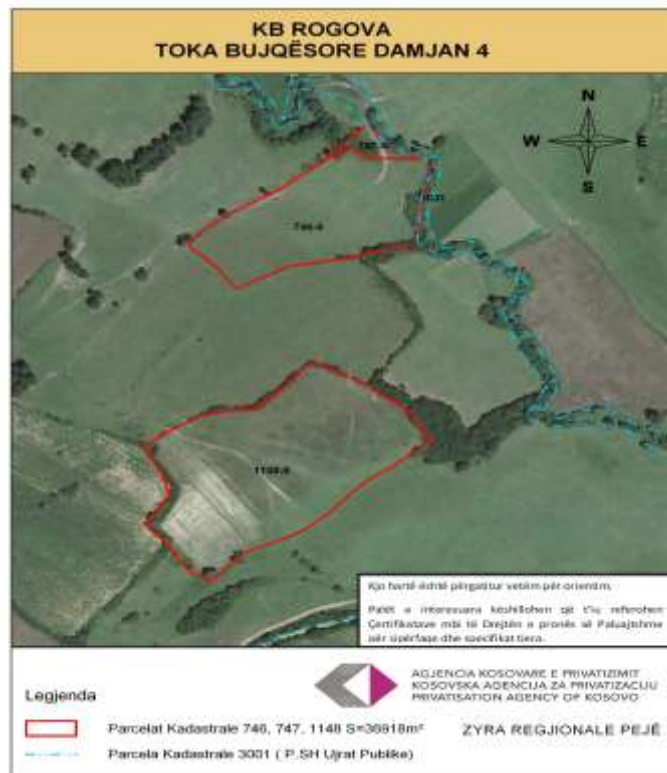 KB ROGOVA
TOKA BUJQËSORE DAMJAN 4
N
W E
S
746-0
1148-0
Kjo hartë është përgatitur vetëm për orientim.
Palët e interesuara këshillohen që t'iu referohen
Çertifikatave mbi të Drejtën e pronës së Paluajtshme
për sipërfaqe dhe specifikat tjera.
Legjenda
AGJENCIA KOSOVARE E PRIVATIZIMIT
KOSOVSKA AGENCIJA ZA PRIVATIZACIJU
PRIVATISATION AGENCY OF KOSOVO
Parcelat Kadastrale 746, 747, 1148 S=36918m²
ZYRA REGJIONALE PEJË
Parcela Kadastrale 3001 ( P.SH Ujrat Publike)